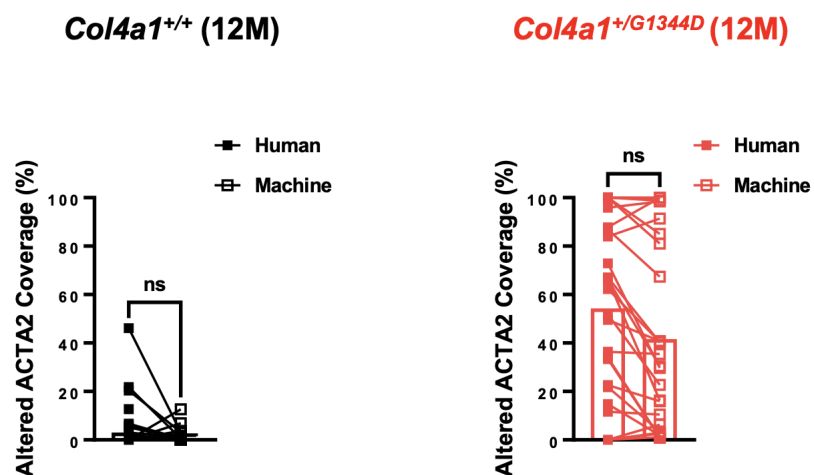 Col4a1+/+ (12M)
Human
Machine
Altered ACTA2 Coverage (%)
100
80
60
40
20
0
ns
Col4a1+/G1344D (12M)
Human
Machine
Altered ACTA2 Coverage (%)
100
80
60
40
20
0
ns